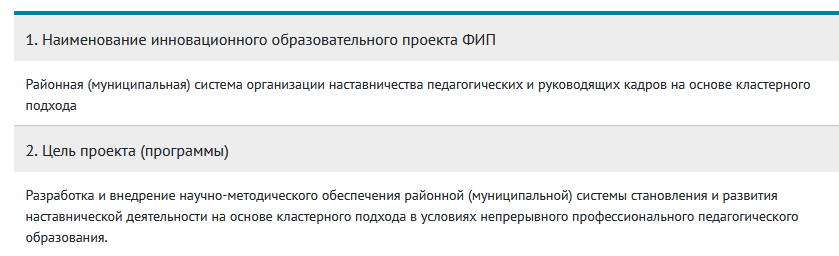 1. Наименование инновационного образовательного проекта ФИП
Районная (муниципальная) система организации наставничества педагогических и руководящих кадров на основе кластерного
подхода
2. Цель проекта (программы)
Разработка и внедрение научно-методического обеспечения районной (муниципальной) системы становления и развития
наставнической деятельности на основе кластерного подхода в условиях непрерывного профессионального педагогического
образования.